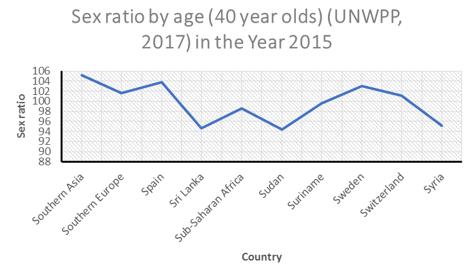 Sex ratio by age (40 year olds) (UNWPP,
2017) in the Year 2015
Sex ratio
106
104
102
100
98
96
94
92
90
88
Southern Asia
Southern Europe
Spain
Sri Lanka
Sub-Saharan Africa
Sudan
Suriname
Sweden
Switzerland
Syria
Country